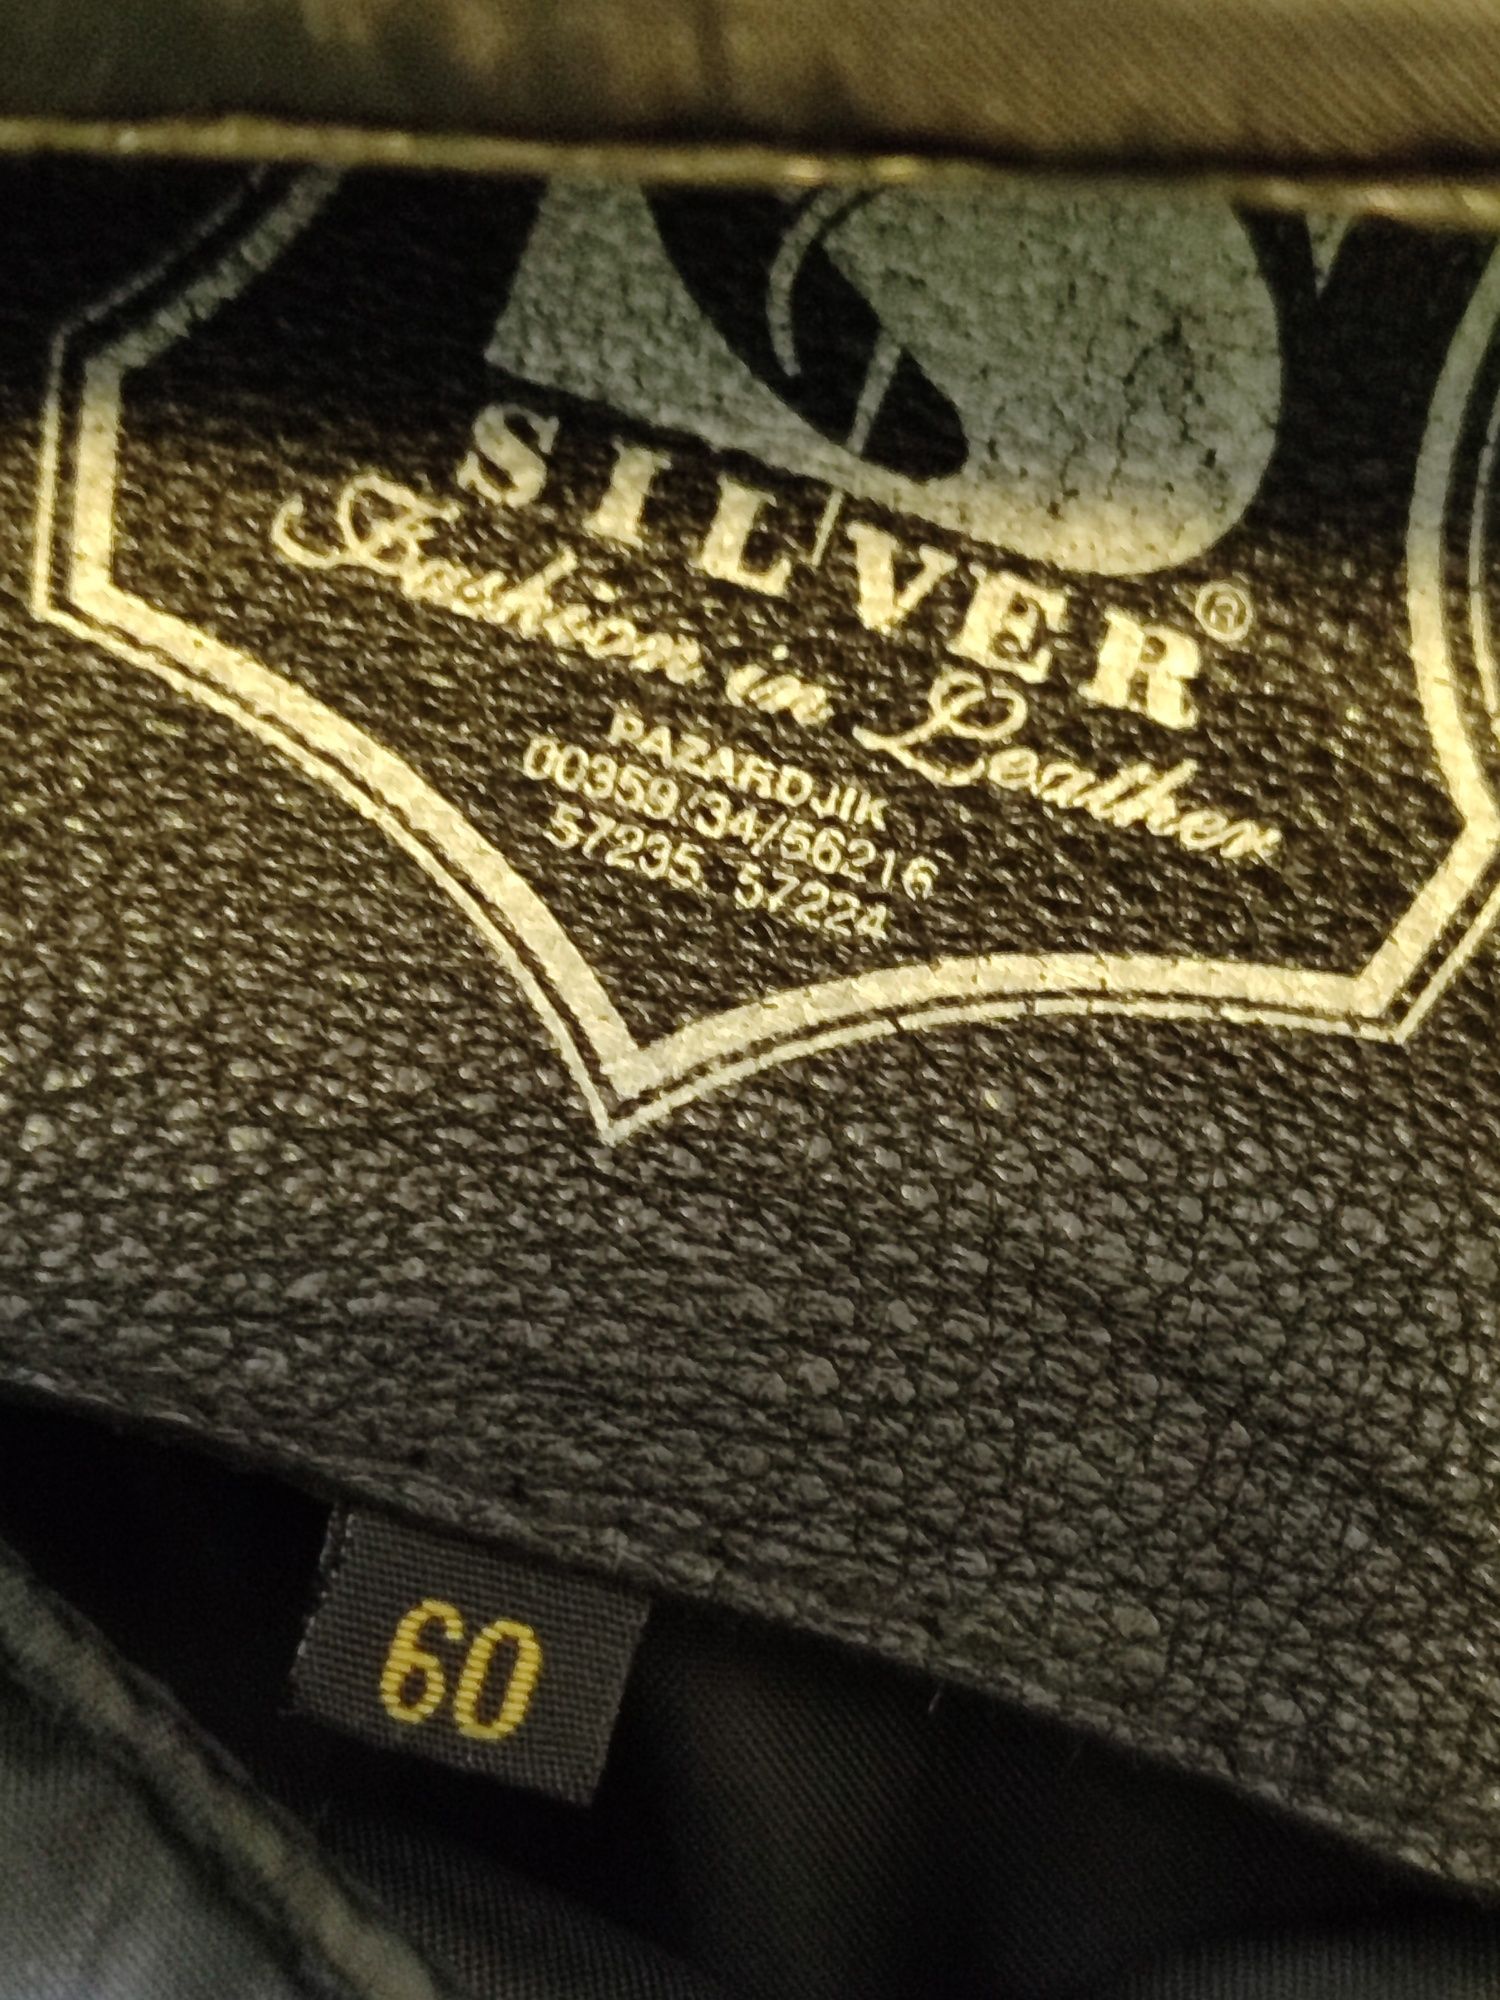 SILVER®
Fashion in Leather
PAZARDJIK
00359/34/56216
57235, 57224
60